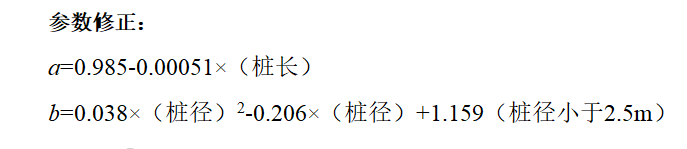 参数修正：
a=0.985-0.00051×（桩长）
b=0.038×（桩径）²-0.206×（桩径）+1.159（桩径小于2.5m）